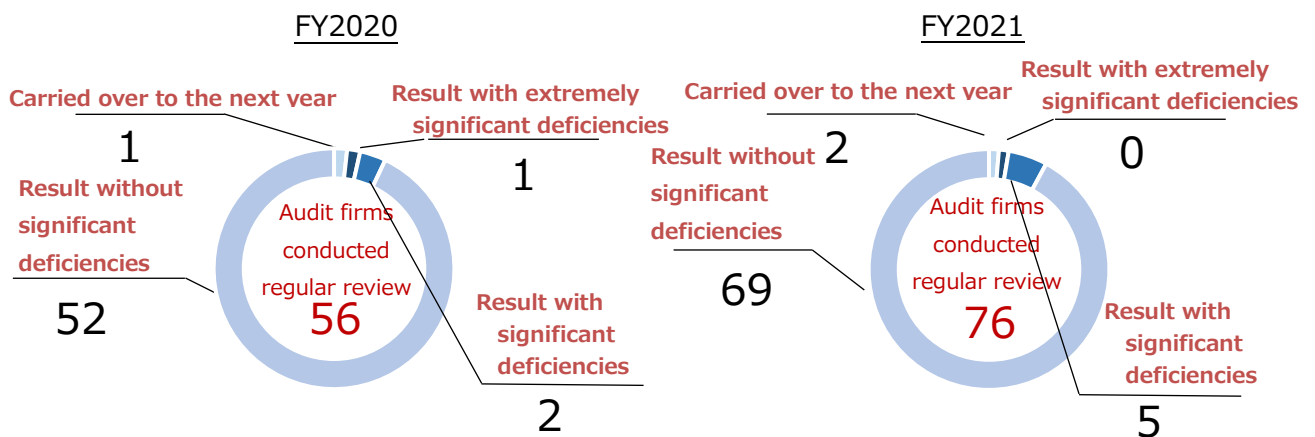 FY2020
Carried over to the next year
1
Result with extremely
significant deficiencies
1
Result without
significant
deficiencies
52
Audit firms
conducted
regular review
56
Result with
significant
deficiencies
2
FY2021
Carried over to the next year
2
Result with extremely
significant deficiencies
0
Result without
significant
deficiencies
69
Audit firms
conducted
regular review
76
Result with
significant
deficiencies
5